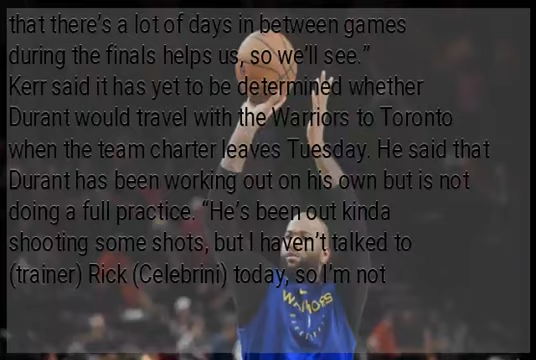 that there’s a lot of days in between games
during the finals helps us, so we’ll see.”
Kerr said it has yet to be determined whether
Durant would travel with the Warriors to Toronto
when the team charter leaves Tuesday. He said that
Durant has been working out on his own but is not
doing a full practice. “He’s been out kinda
shooting some shots, but I haven’t talked to
(trainer) Rick (Celebrini) today, so I’m not
WARRIORS